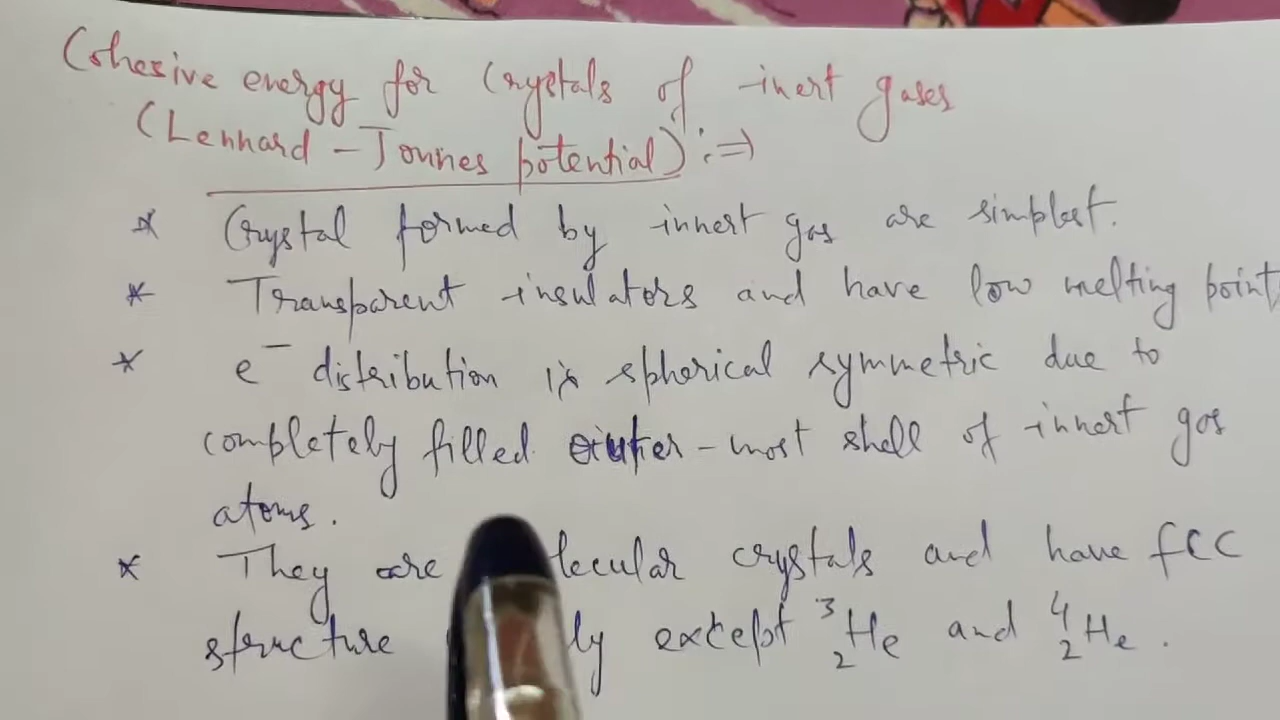 Cohesive energy for Crystals of inert gases
(Lennard - Jonnes potential) :⇒
* Crystal formed by innert gas are simplest.
* Transparent insulators and have low melting point
* e⁻ distribution is spherical symmetric due to
completely filled outer-most shell of innert gas
atoms.
* They are lecular crystals and have fcc
structure ly except ³₂He and ⁴₂He.